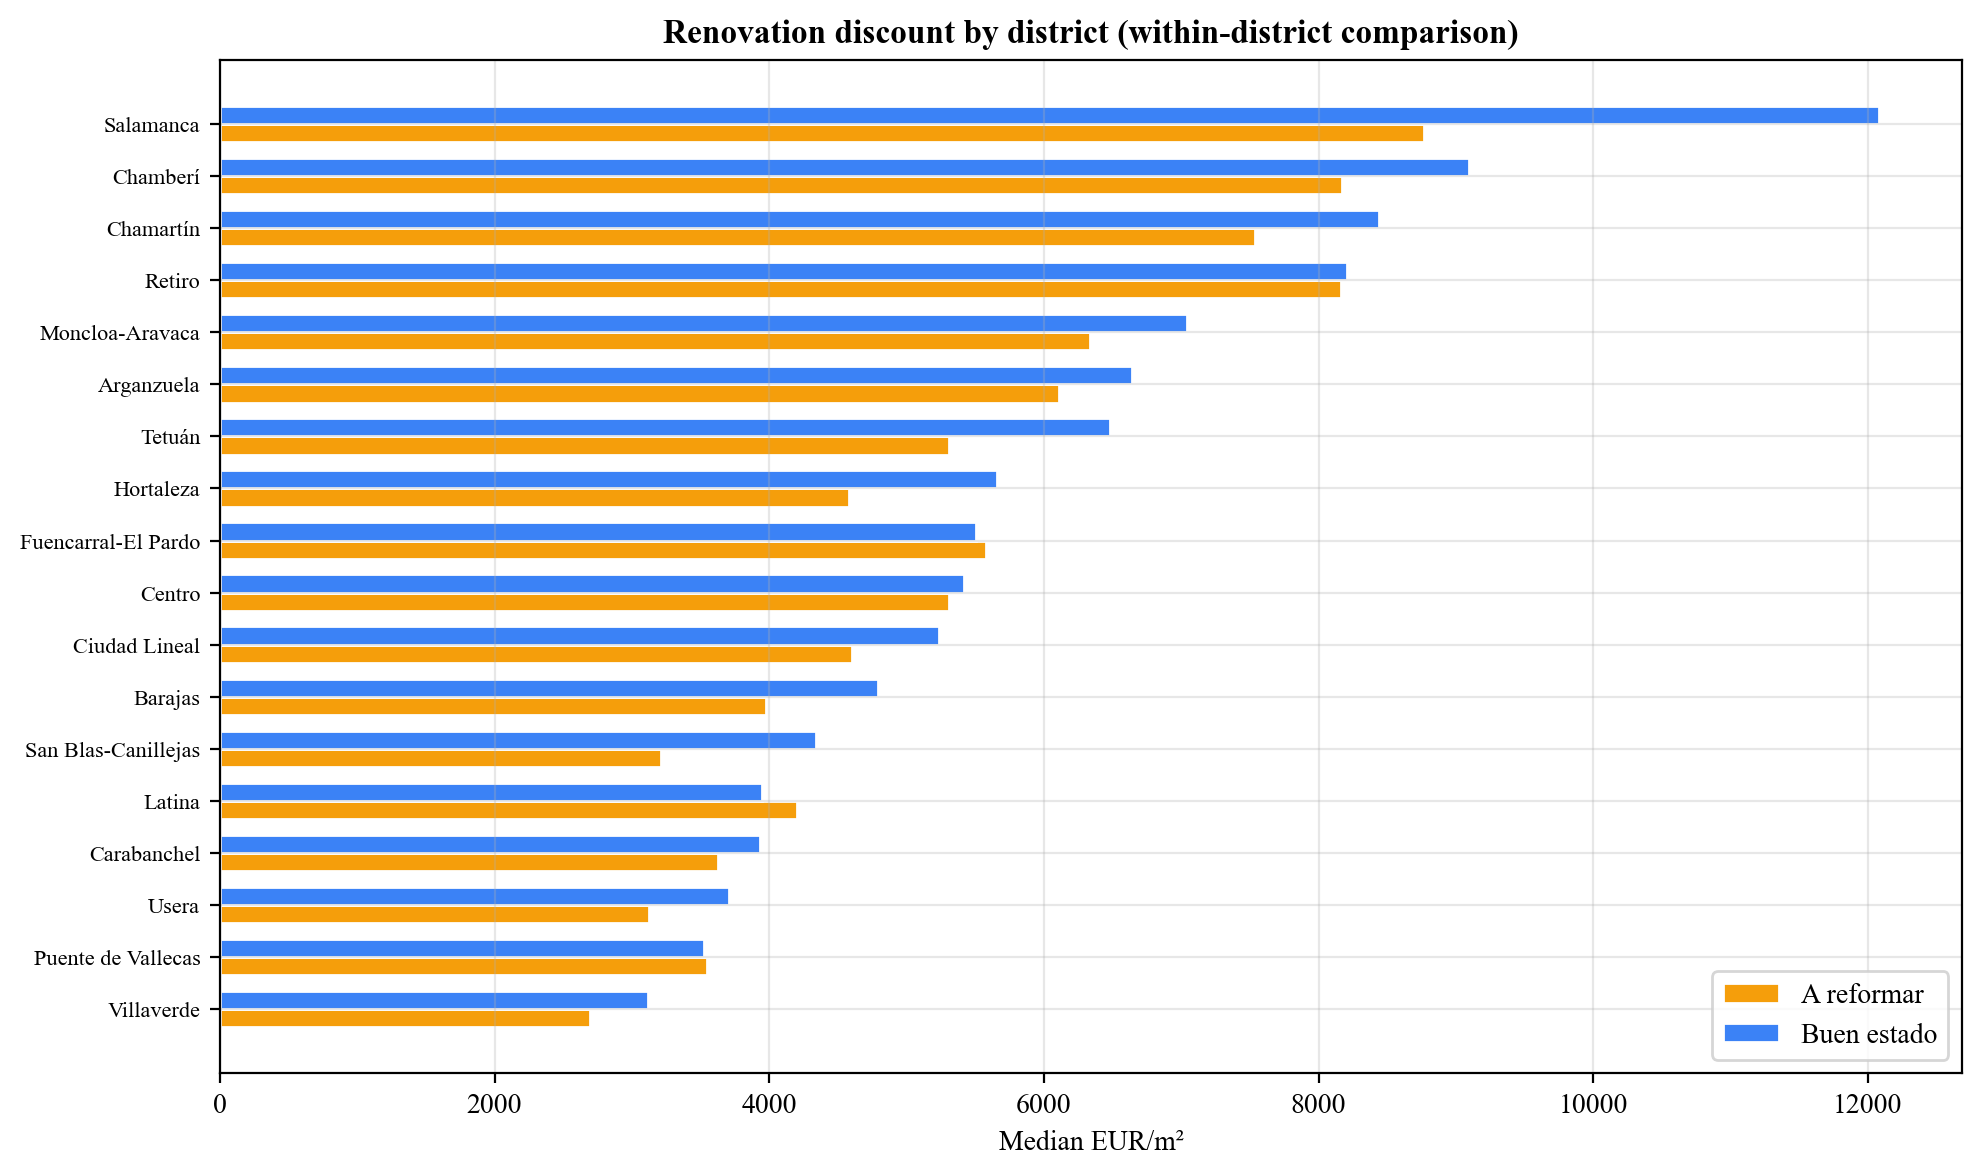 Renovation discount by district (within-district comparison)
Salamanca
Chamberí
Chamartín
Retiro
Moncloa-Aravaca
Arganzuela
Tetuán
Hortaleza
Fuencarral-El Pardo
Centro
Ciudad Lineal
Barajas
San Blas-Canillejas
Latina
Carabanchel
Usera
Puente de Vallecas
Villaverde
A reformar
Buen estado
0 2000 4000 6000 8000 10000 12000
Median EUR/m²